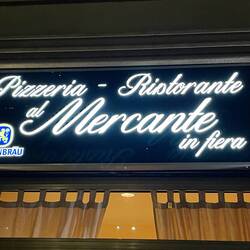 Pizzeria - Ristorante
al Mercante
in fiera